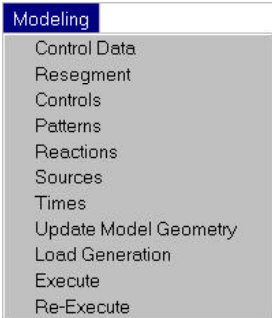 Modeling
Control Data
Resegment
Controls
Patterns
Reactions
Sources
Times
Update Model Geometry
Load Generation
Execute
Re-Execute